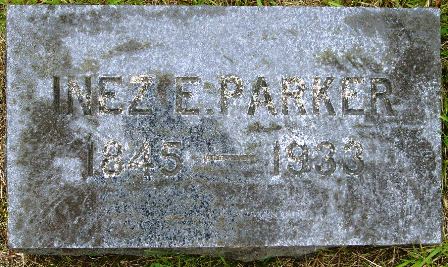 INEZ E. PARKER
1845 — 1933